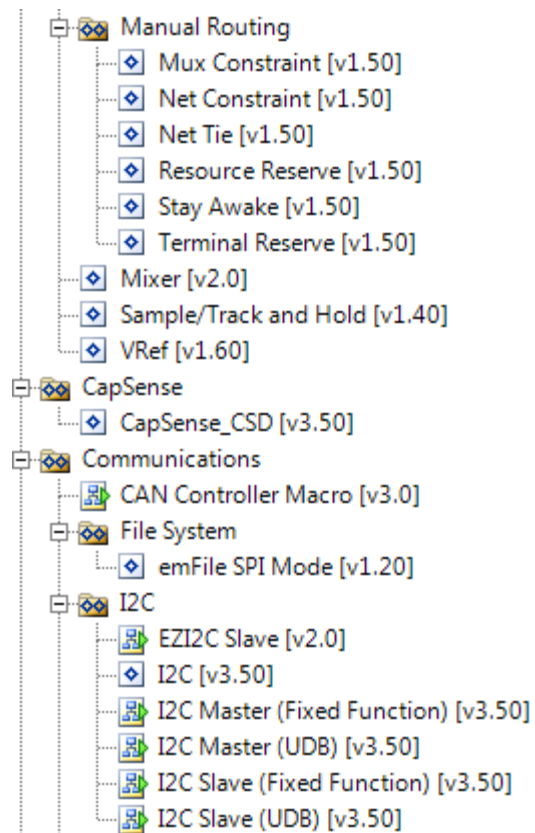 Manual Routing
Mux Constraint [v1.50]
Net Constraint [v1.50]
Net Tie [v1.50]
Resource Reserve [v1.50]
Stay Awake [v1.50]
Terminal Reserve [v1.50]
Mixer [v2.0]
Sample/Track and Hold [v1.40]
VRef [v1.60]
CapSense
CapSense_CSD [v3.50]
Communications
CAN Controller Macro [v3.0]
File System
emFile SPI Mode [v1.20]
I2C
EZI2C Slave [v2.0]
I2C [v3.50]
I2C Master (Fixed Function) [v3.50]
I2C Master (UDB) [v3.50]
I2C Slave (Fixed Function) [v3.50]
I2C Slave (UDB) [v3.50]